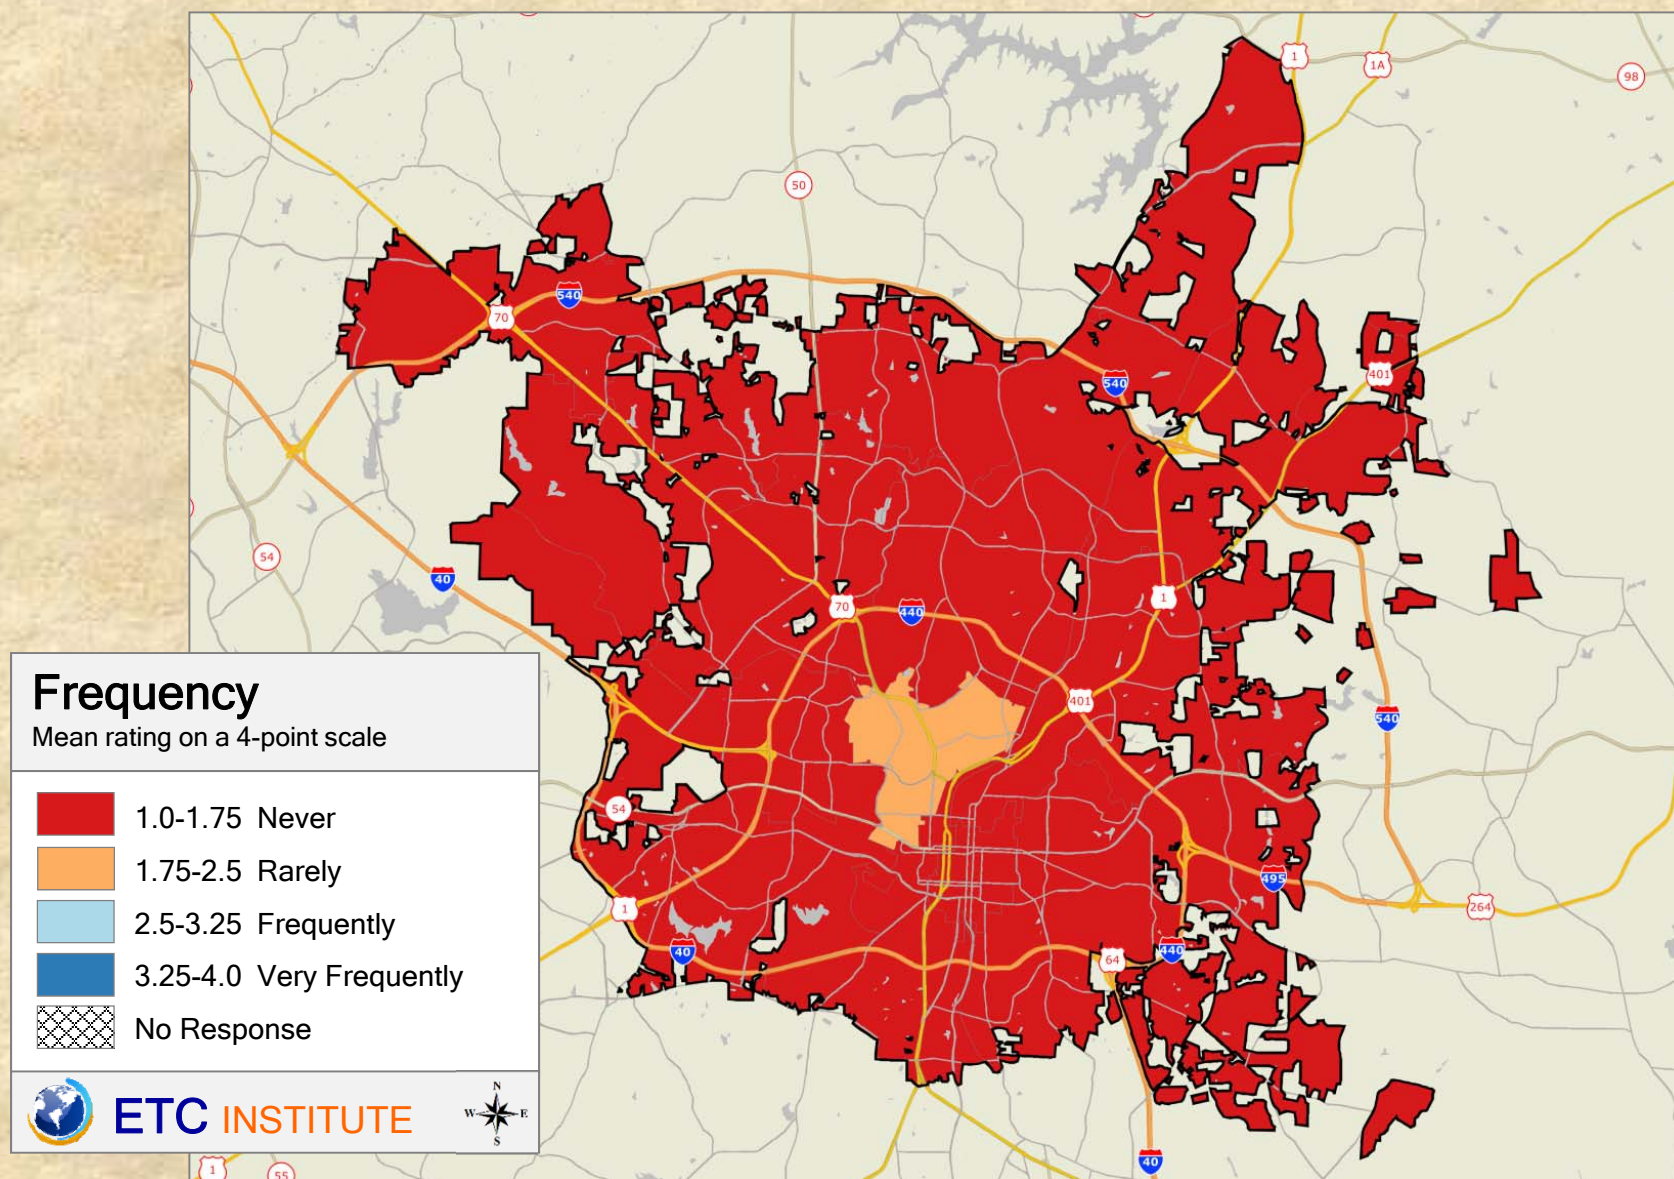 1
1A
98
50
540
70
401
540
54
40
70
440
1
401
540
54
495
264
1
40
440
64
40
1
55
Frequency
Mean rating on a 4-point scale
1.0-1.75 Never
1.75-2.5 Rarely
2.5-3.25 Frequently
3.25-4.0 Very Frequently
No Response
ETC INSTITUTE
N
W E
S